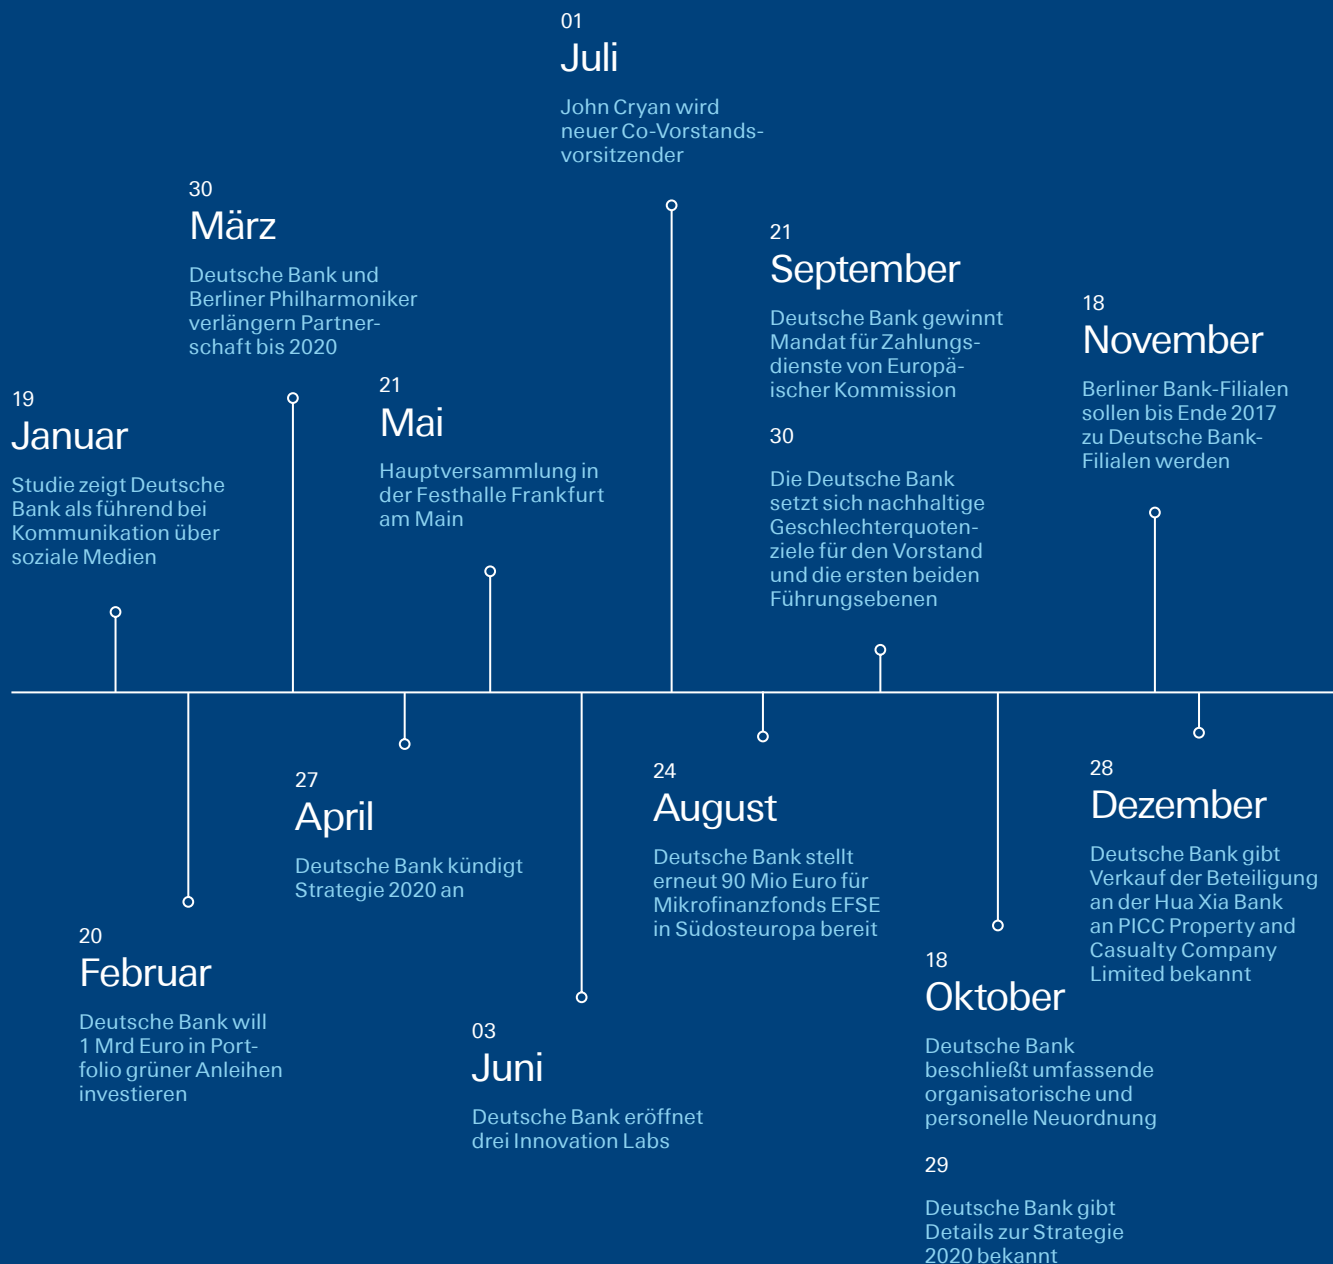 19
Januar
Studie zeigt Deutsche
Bank als führend bei
Kommunikation über
soziale Medien
20
Februar
Deutsche Bank will
1 Mrd Euro in Port-
folio grüner Anleihen
investieren
30
März
Deutsche Bank und
Berliner Philharmoniker
verlängern Partner-
schaft bis 2020
27
April
Deutsche Bank kündigt
Strategie 2020 an
21
Mai
Hauptversammlung in
der Festhalle Frankfurt
am Main
03
Juni
Deutsche Bank eröffnet
drei Innovation Labs
01
Juli
John Cryan wird
neuer Co-Vorstands-
vorsitzender
24
August
Deutsche Bank stellt
erneut 90 Mio Euro für
Mikrofinanzfonds EFSE
in Südosteuropa bereit
21
September
Deutsche Bank gewinnt
Mandat für Zahlungs-
dienste von Europä-
ischer Kommission
30
Die Deutsche Bank
setzt sich nachhaltige
Geschlechterquoten-
ziele für den Vorstand
und die ersten beiden
Führungsebenen
18
Oktober
Deutsche Bank
beschließt umfassende
organisatorische und
personelle Neuordnung
29
Deutsche Bank gibt
Details zur Strategie
2020 bekannt
18
November
Berliner Bank-Filialen
sollen bis Ende 2017
zu Deutsche Bank-
Filialen werden
28
Dezember
Deutsche Bank gibt
Verkauf der Beteiligung
an der Hua Xia Bank
an PICC Property and
Casualty Company
Limited bekannt